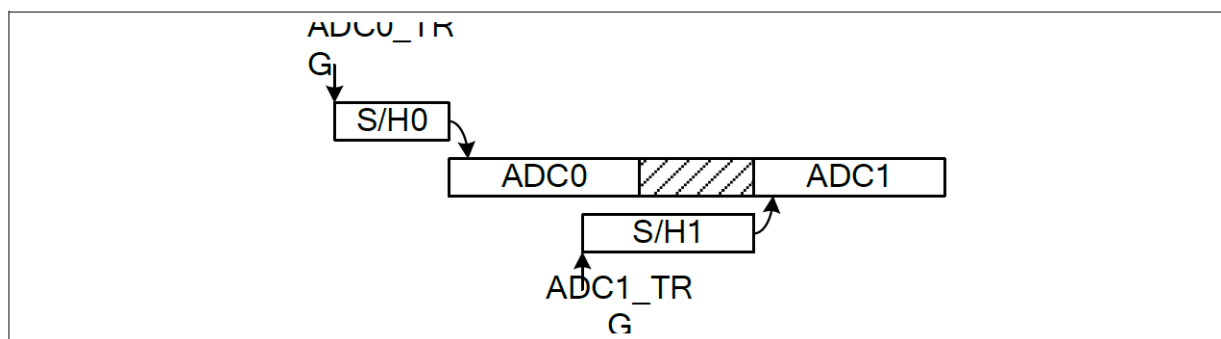 ADC0_TR
G
S/H0
ADC0
ADC1
S/H1
ADC1_TR
G